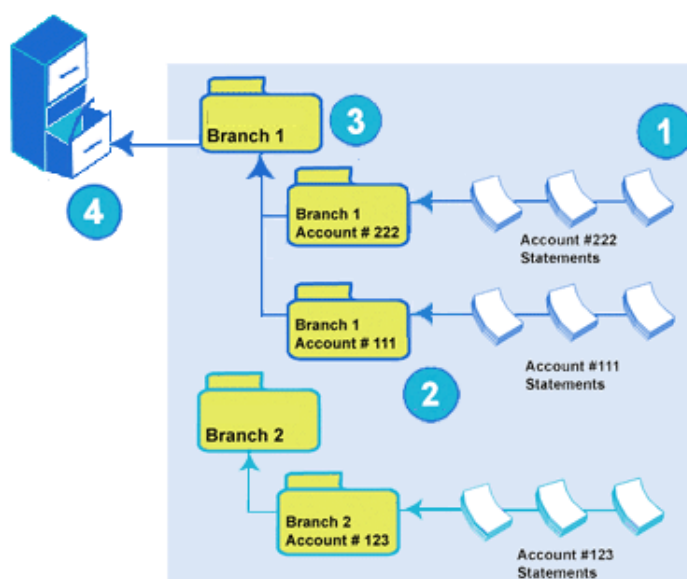 1
Branch 1
3
4
Branch 1
Account # 222
Account #222
Statements
Branch 1
Account # 111
Account #111
Statements
2
Branch 2
Branch 2
Account # 123
Account #123
Statements